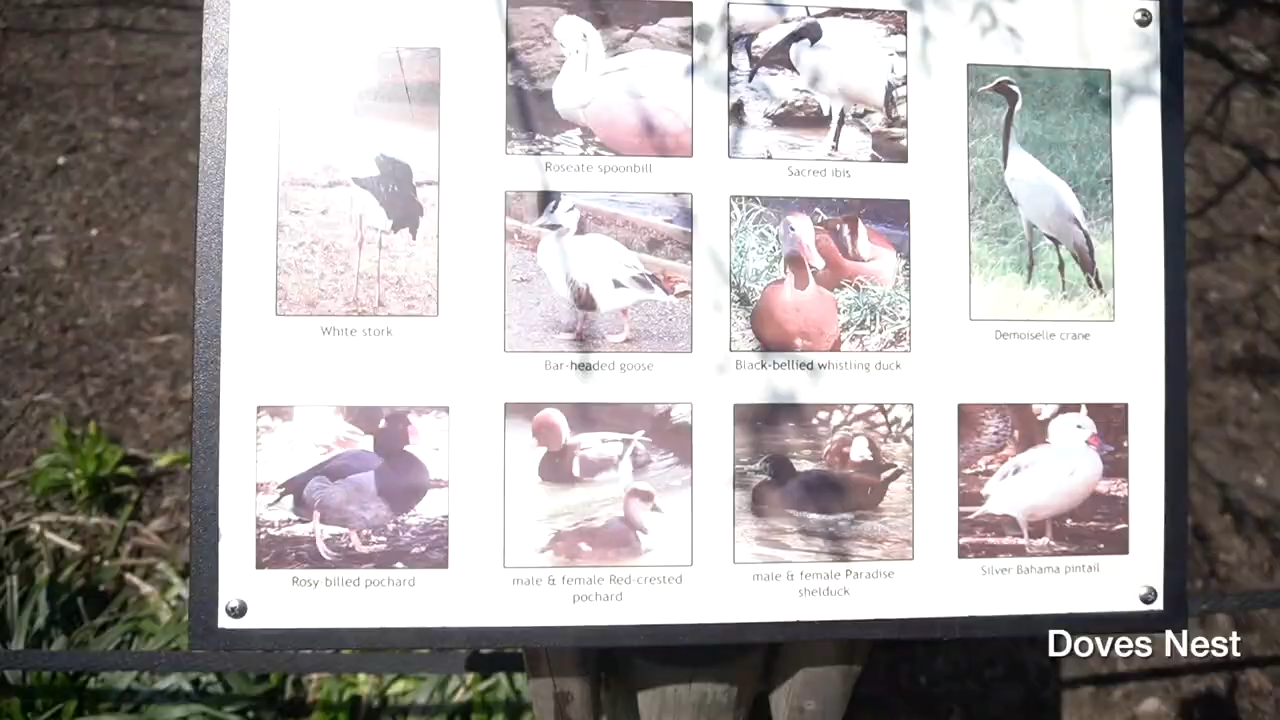 Roseate spoonbill
Sacred ibis
White stork
Bar-headed goose
Black-bellied whistling duck
Demoiselle crane
Rosy billed pochard
male & female Red-crested
pochard
male & female Paradise
shelduck
Silver Bahama pintail
Doves Nest